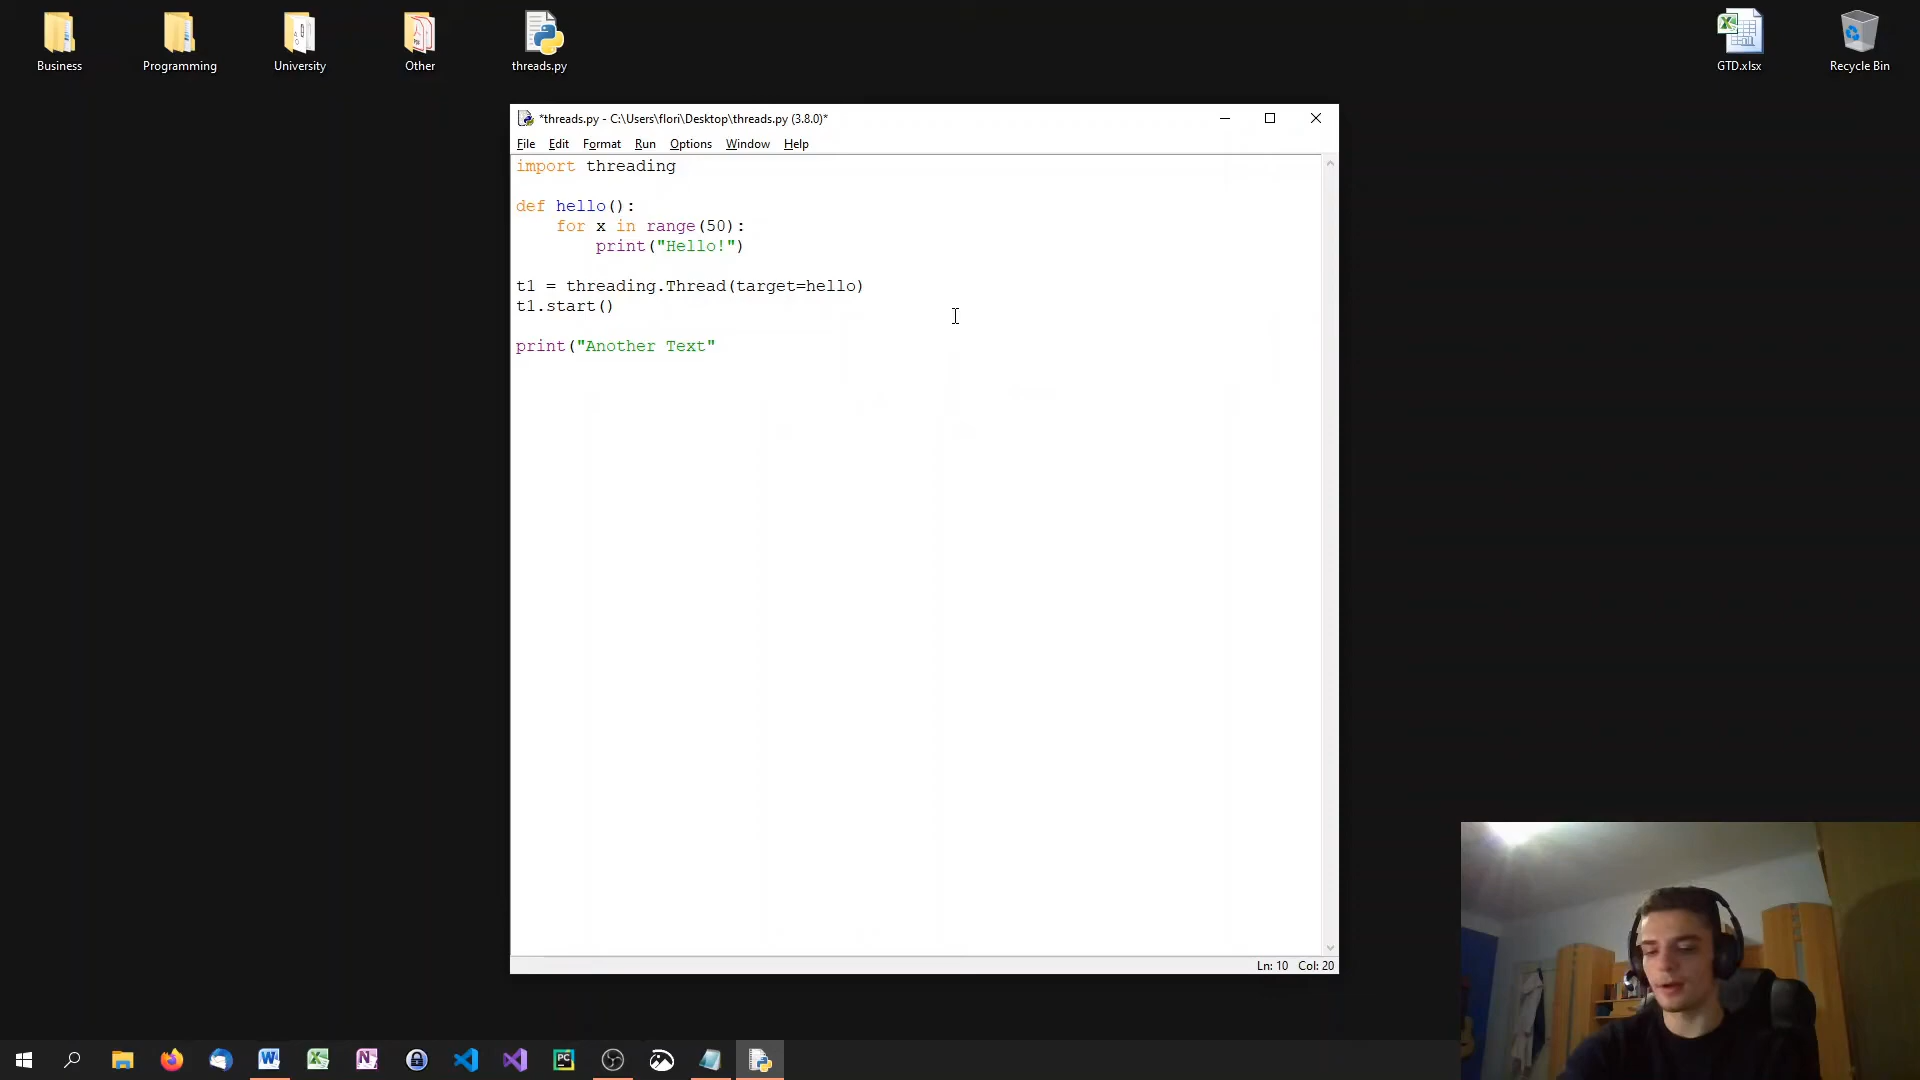 Business
Programming
University
Other
threads.py
GTD.xlsx
Recycle Bin
*threads.py - C:\Users\flori\Desktop\threads.py (3.8.0)*
File Edit Format Run Options Window Help
import threading
def hello():
    for x in range(50):
        print("Hello!")
t1 = threading.Thread(target=hello)
t1.start()
print("Another Text"
Ln: 10 Col: 20